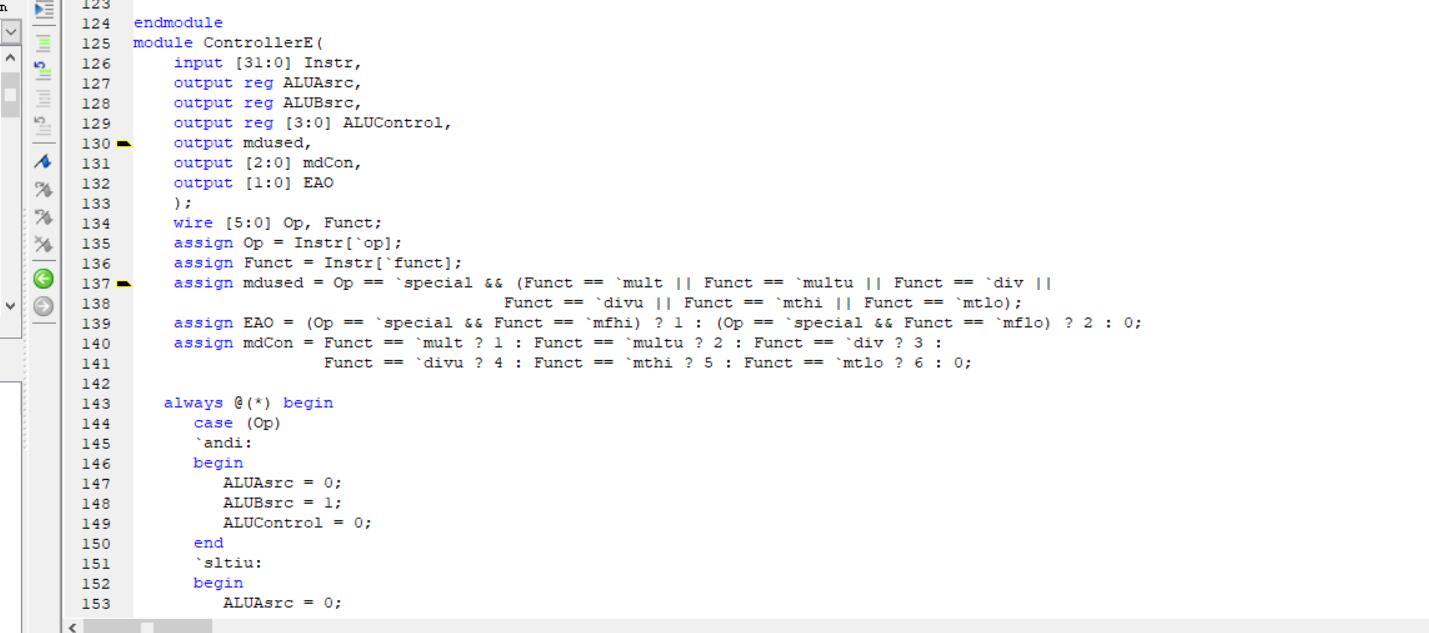 n
123
124 endmodule
125 module ControllerE(
126 input [31:0] Instr,
127 output reg ALUAsrc,
128 output reg ALUBsrc,
129 output reg [3:0] ALUControl,
130 output mdused,
131 output [2:0] mdCon,
132 output [1:0] EAO
133 );
134 wire [5:0] Op, Funct;
135 assign Op = Instr[`op];
136 assign Funct = Instr[`funct];
137 assign mdused = Op == `special && (Funct == `mult || Funct == `multu || Funct == `div ||
138 Funct == `divu || Funct == `mthi || Funct == `mtlo);
139 assign EAO = (Op == `special && Funct == `mfhi) ? 1 : (Op == `special && Funct == `mflo) ? 2 : 0;
140 assign mdCon = Funct == `mult ? 1 : Funct == `multu ? 2 : Funct == `div ? 3 :
141 Funct == `divu ? 4 : Funct == `mthi ? 5 : Funct == `mtlo ? 6 : 0;
142
143 always @(*) begin
144 case (Op)
145 `andi:
146 begin
147 ALUAsrc = 0;
148 ALUBsrc = 1;
149 ALUControl = 0;
150 end
151 `sltiu:
152 begin
153 ALUAsrc = 0;